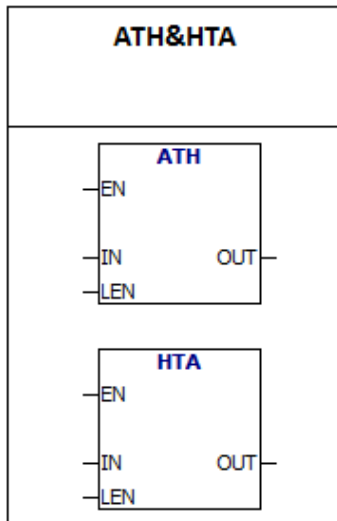 ATH&HTA
ATH
EN
IN OUT
LEN
HTA
EN
IN OUT
LEN